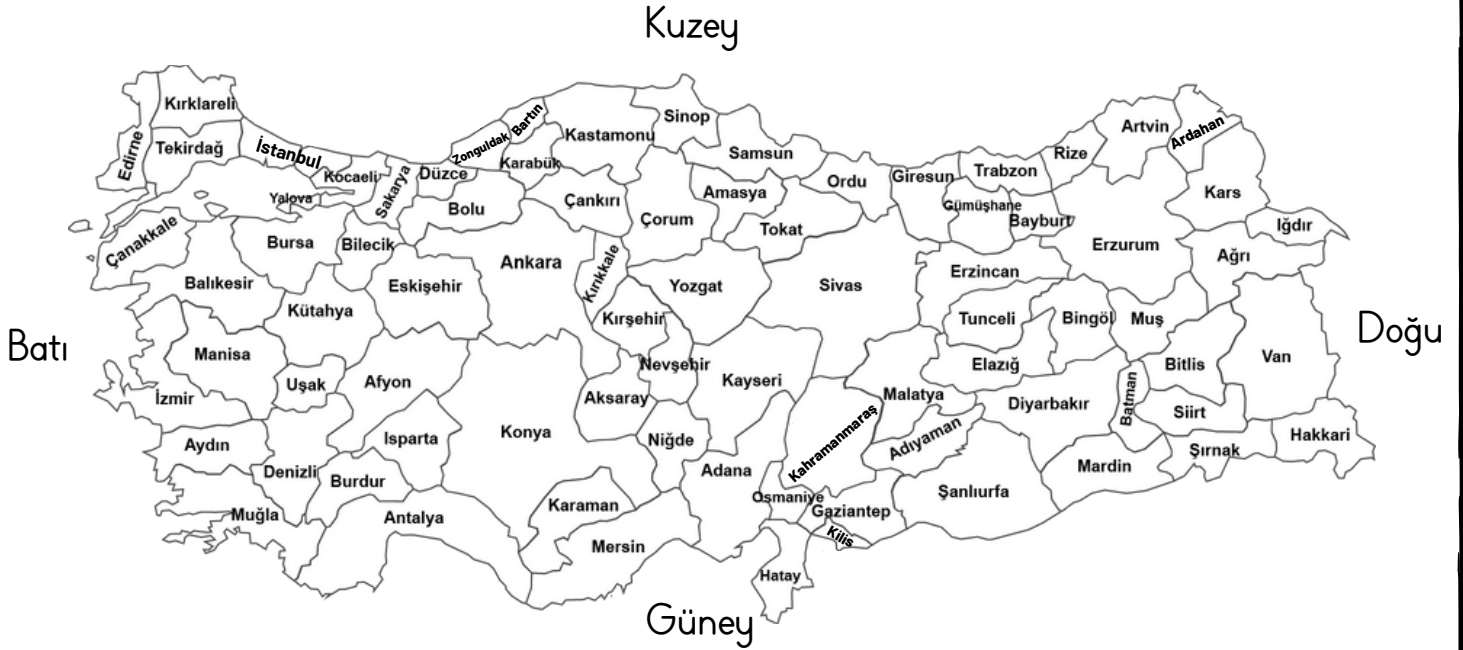 Kuzey
Kırklareli
Edirne
Tekirdağ
İstanbul
Kocaeli
Yalova
Sakarya
Düzce
Zonguldak
Bartın
Karabük
Kastamonu
Sinop
Samsun
Amasya
Ordu
Giresun
Trabzon
Rize
Artvin
Ardahan
Kars
Iğdır
Gümüşhane
Bayburt
Çanakkale
Balıkesir
Bursa
Bilecik
Bolu
Eskişehir
Ankara
Çankırı
Kırıkkale
Çorum
Tokat
Yozgat
Sivas
Erzincan
Erzurum
Ağrı
Batı
Manisa
Kütahya
Uşak
Afyon
Kırşehir
Nevşehir
Kayseri
Tunceli
Bingöl
Muş
Elazığ
Bitlis
Van
Doğu
İzmir
Aydın
Denizli
Isparta
Burdur
Konya
Aksaray
Niğde
Adana
Kahramanmaraş
Malatya
Adıyaman
Diyarbakır
Batman
Siirt
Şırnak
Hakkari
Mardin
Şanlıurfa
Muğla
Antalya
Karaman
Mersin
Osmaniye
Gaziantep
Kilis
Hatay
Güney